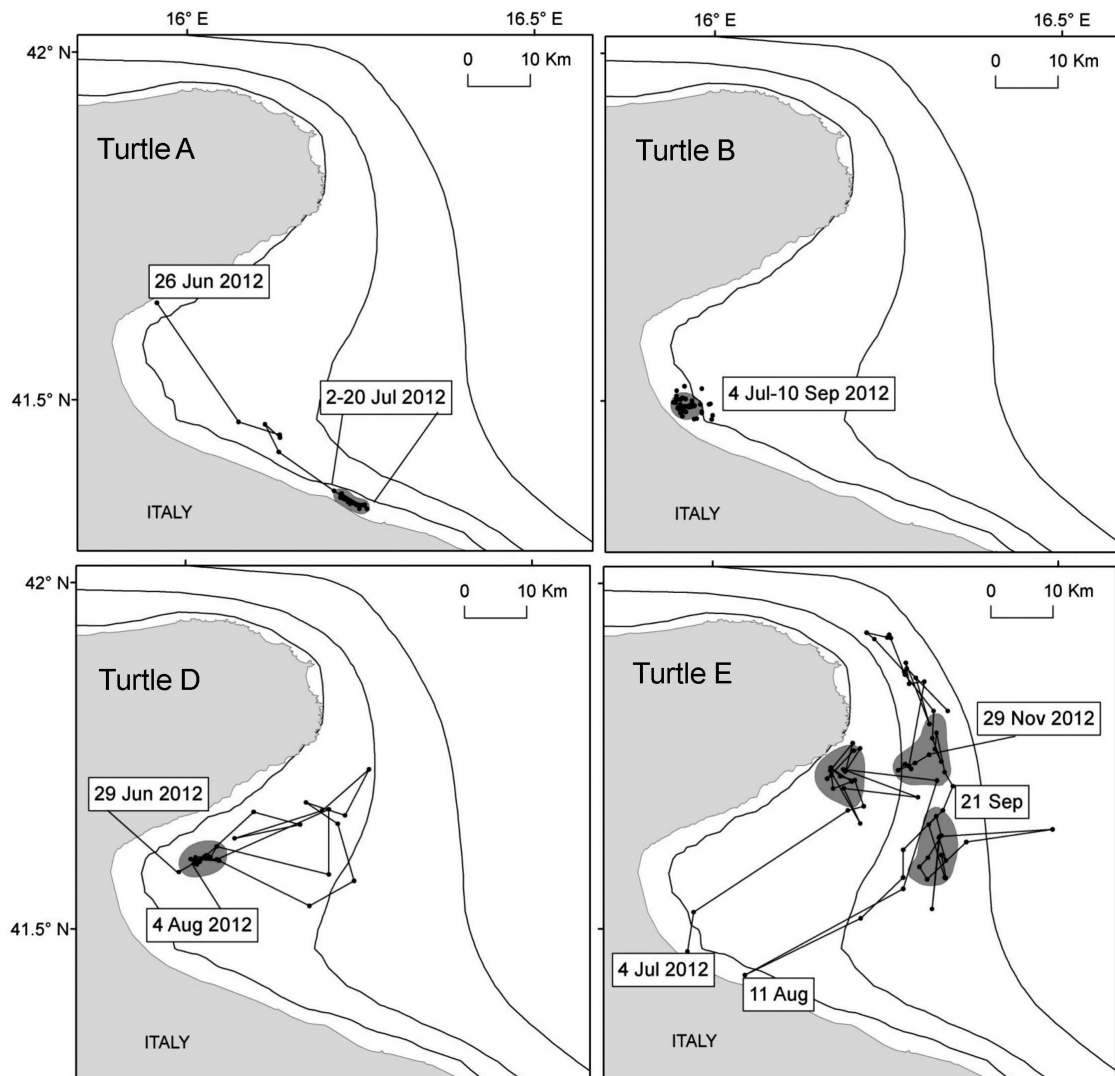 16° E
16.5° E
16° E
16.5° E
42° N
0 10 Km
0 10 Km
Turtle A
Turtle B
26 Jun 2012
2-20 Jul 2012
4 Jul-10 Sep 2012
41.5° N
ITALY
ITALY
42° N
0 10 Km
0 10 Km
Turtle D
Turtle E
29 Jun 2012
4 Aug 2012
29 Nov 2012
21 Sep
41.5° N
4 Jul 2012
11 Aug
ITALY
ITALY